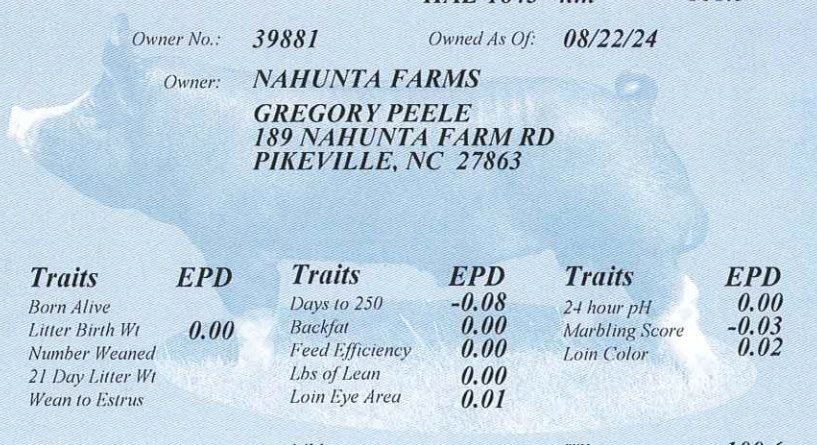 Owner No.: 39881 Owned As Of: 08/22/24
Owner: NAHUNTA FARMS
GREGORY PEELE
189 NAHUNTA FARM RD
PIKEVILLE, NC 27863
Traits EPD Traits EPD Traits EPD
Born Alive Days to 250 -0.08 24 hour pH 0.00
Litter Birth Wt 0.00 Backfat 0.00 Marbling Score -0.03
Number Weaned Feed Efficiency 0.00 Loin Color 0.02
21 Day Litter Wt Lbs of Lean 0.00
Wean to Estrus Loin Eye Area 0.01